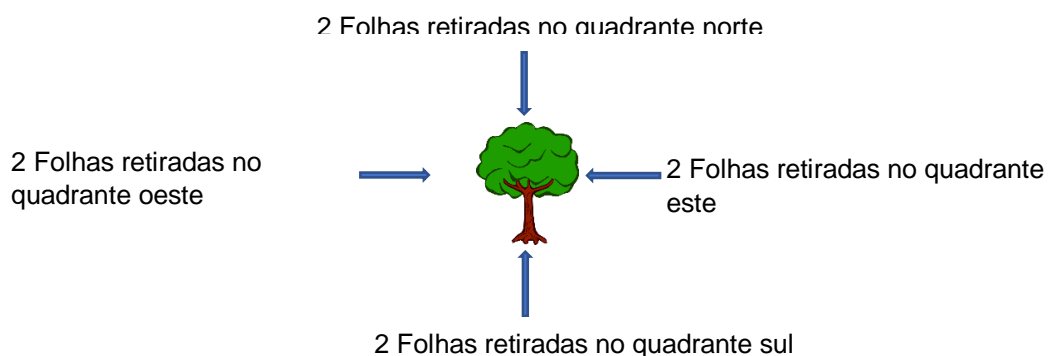 2 Folhas retiradas no quadrante norte
2 Folhas retiradas no
quadrante oeste
2 Folhas retiradas no quadrante
este
2 Folhas retiradas no quadrante sul